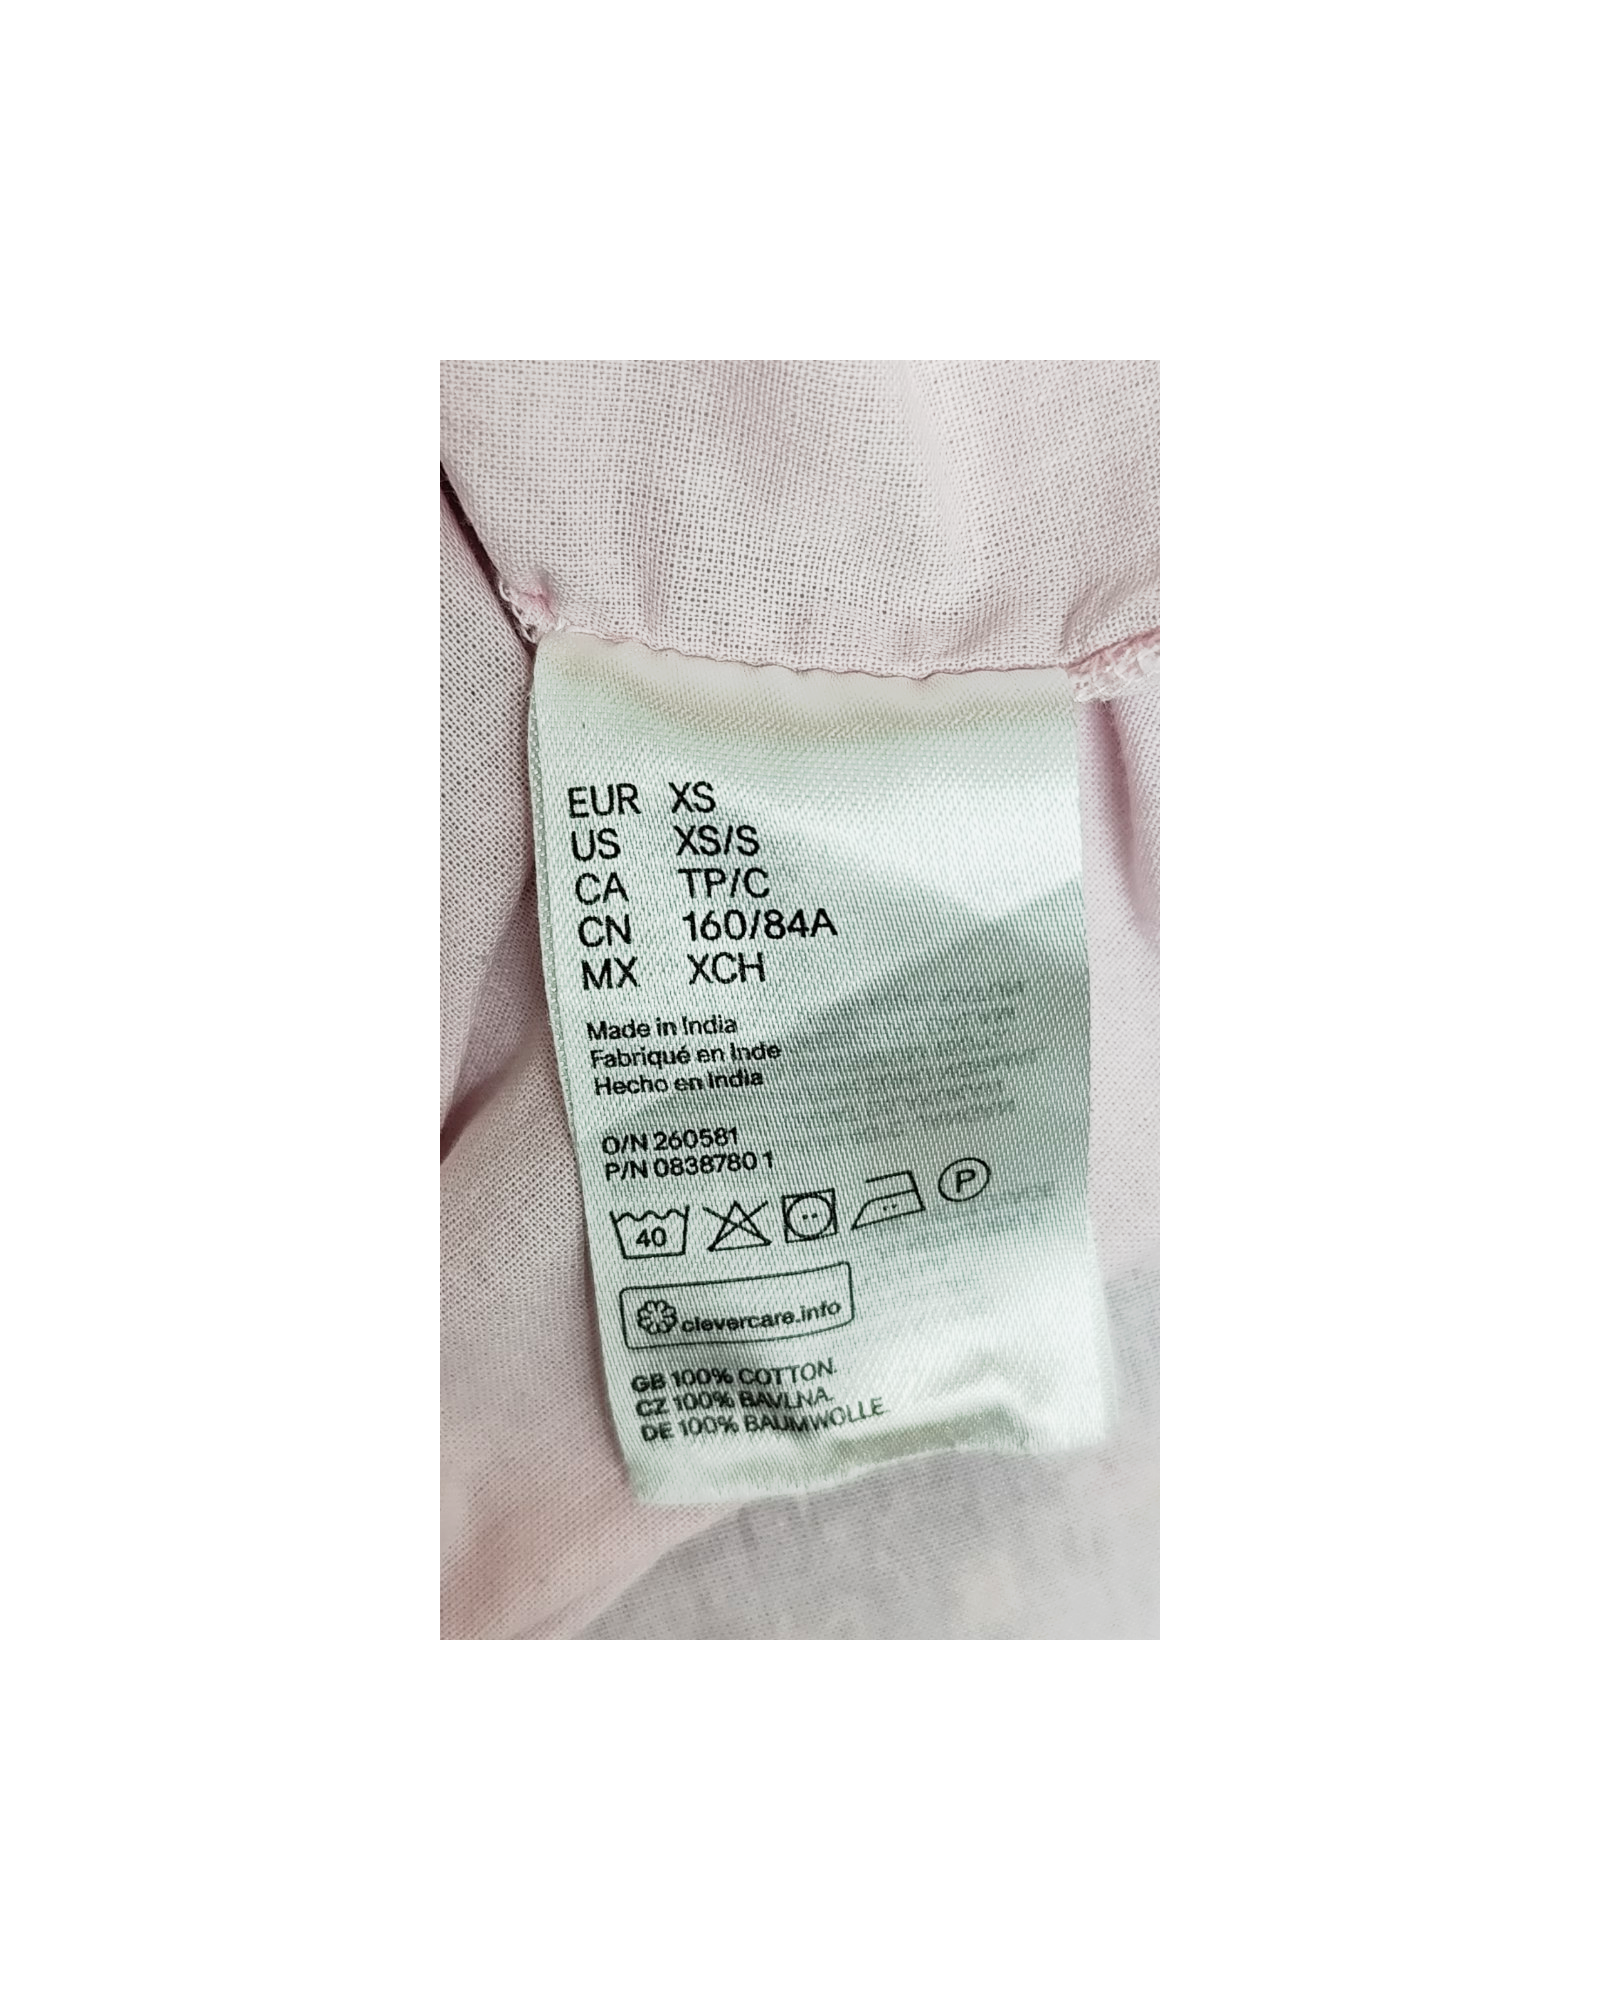 EUR XS
US XS/S
CA TP/C
CN 160/84A
MX XCH
Made in India
Fabriqué en Inde
Hecho en India
O/N 260581
P/N 0838780 1
40
P
clevercare.info
GB 100% COTTON.
CZ 100% BAVLNA.
DE 100% BAUMWOLLE.